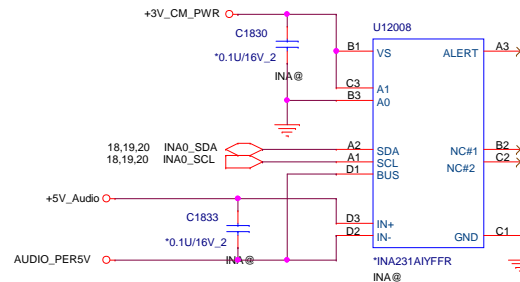 +3V_CM_PWR
C1830
*0.1U/16V_2
INA@
U12008
B1 VS ALERT A3
C3 A1
B3 A0
18,19,20 INA0_SDA A2 SDA NC#1 B2
18,19,20 INA0_SCL A1 SCL NC#2 C2
D1 BUS
+5V_Audio
C1833
*0.1U/16V_2
INA@
D3 IN+
D2 IN- GND C1
AUDIO_PER5V
*INA231AIYFFR
INA@